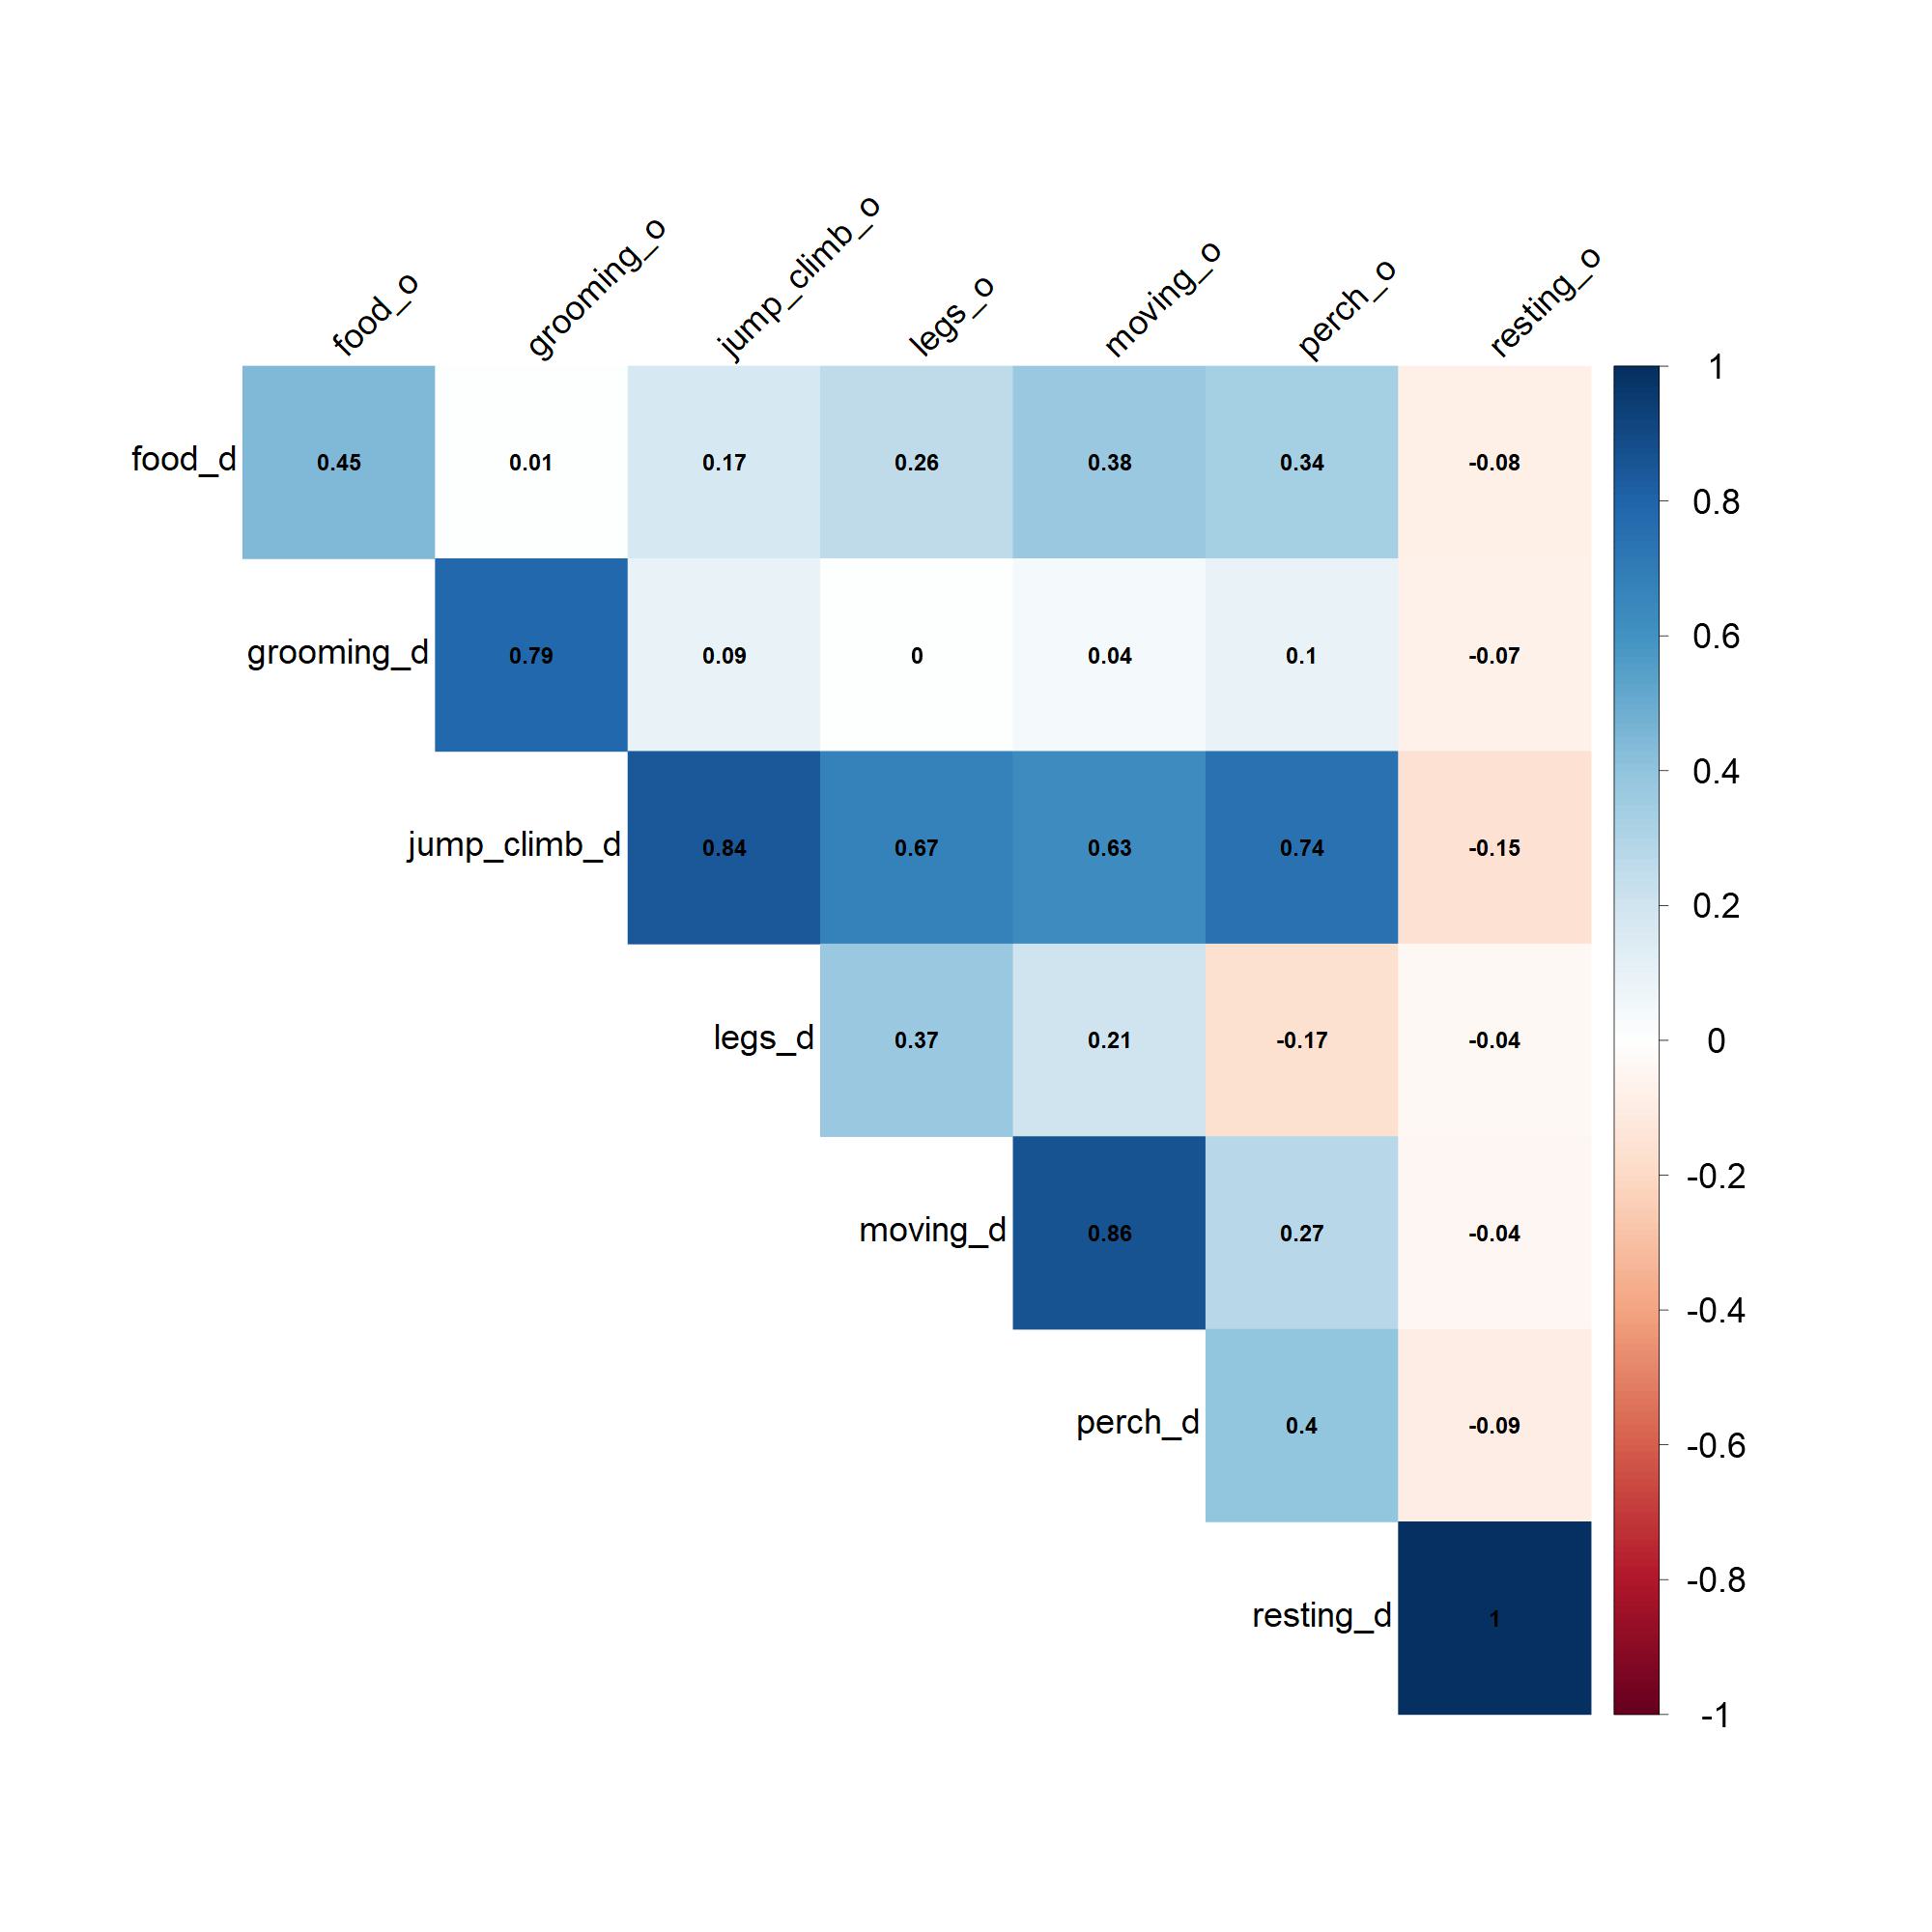 food_o grooming_o jump_climb_o legs_o moving_o perch_o resting_o
1
food_d 0.45 0.01 0.17 0.26 0.38 0.34 -0.08
0.8
0.6
grooming_d 0.79 0.09 0 0.04 0.1 -0.07
0.4
jump_climb_d 0.84 0.67 0.63 0.74 -0.15
0.2
legs_d 0.37 0.21 -0.17 -0.04 0
-0.2
moving_d 0.86 0.27 -0.04
-0.4
perch_d 0.4 -0.09
-0.6
-0.8
resting_d 1
-1